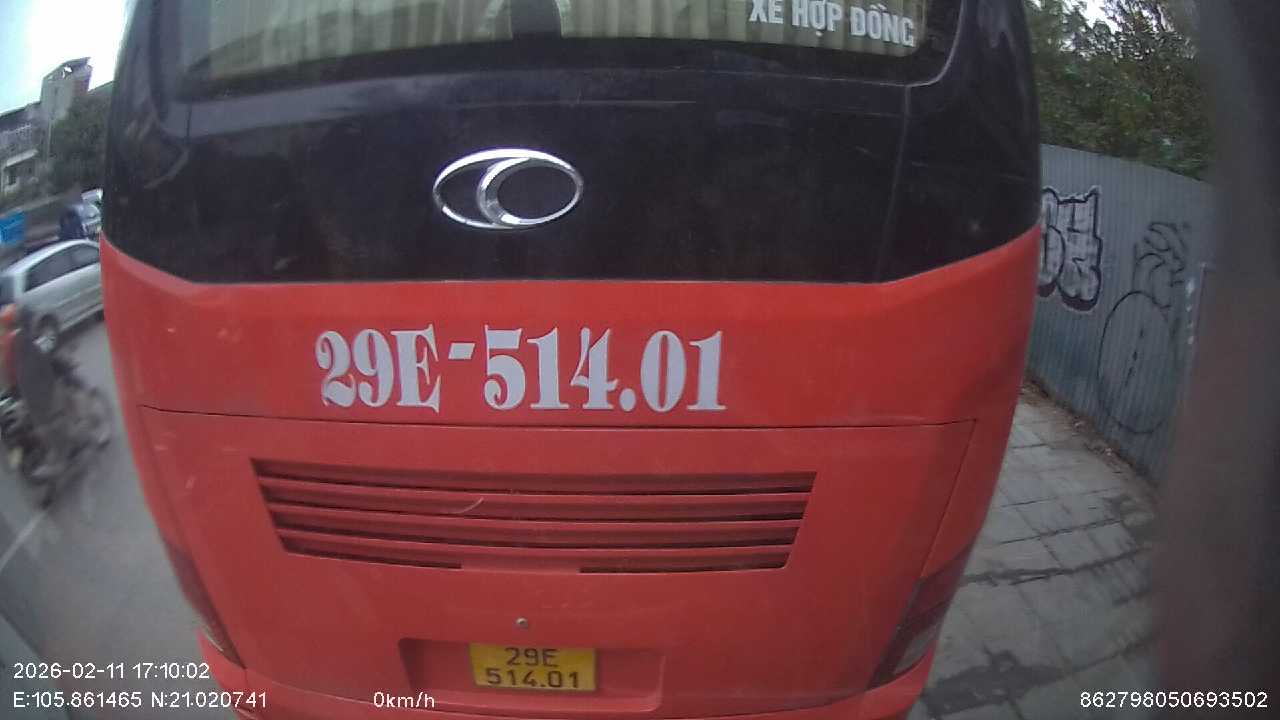 XE HỢP ĐỒNG
29E-514.01
29E
514.01
2026-02-11 17:10:02
E:105.861465 N:21.020741
0km/h
862798050693502